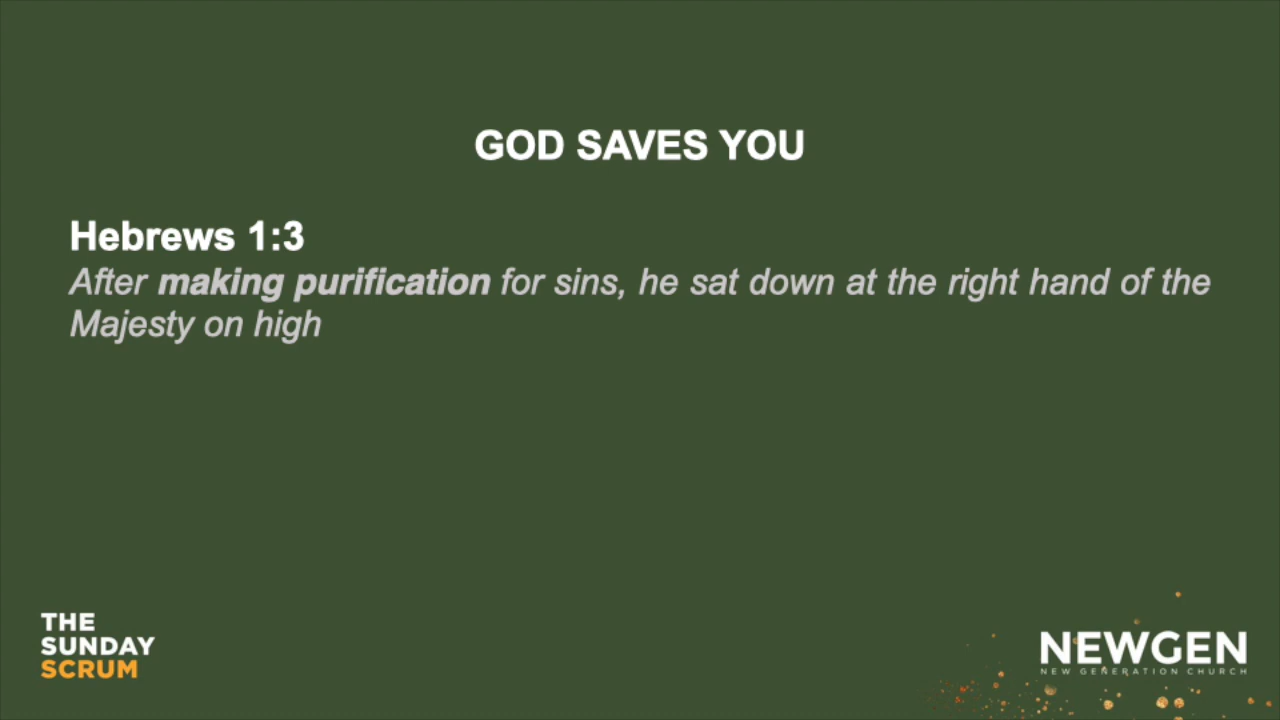 GOD SAVES YOU
Hebrews 1:3
After making purification for sins, he sat down at the right hand of the
Majesty on high
THE
SUNDAY
SCRUM
NEWGEN
NEW GENERATION CHURCH